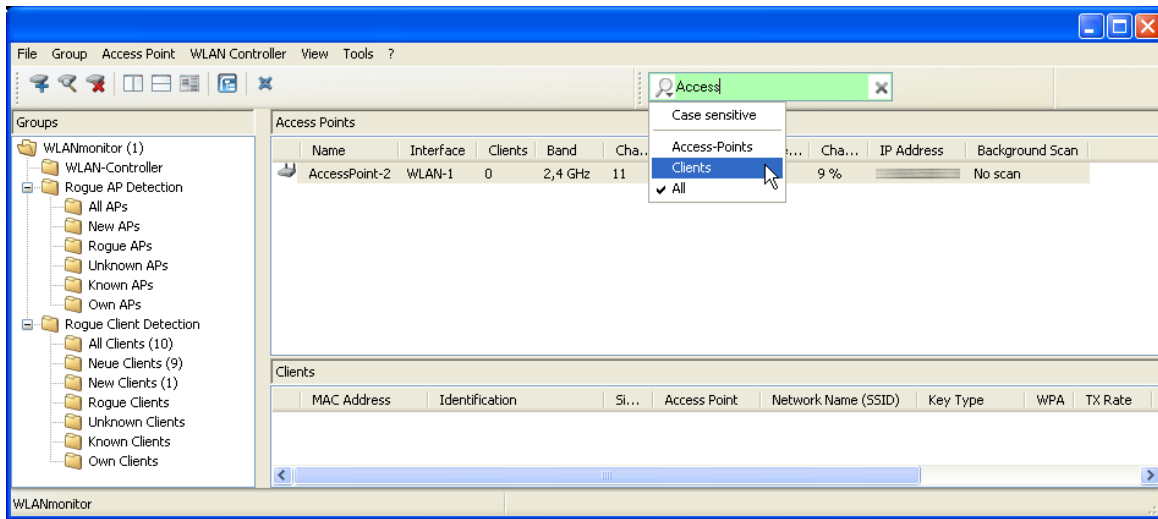 File Group Access Point WLAN Controller View Tools ?
Access
Groups
Access Points
Case sensitive
Access-Points
Clients
All
WLANmonitor (1)
WLAN-Controller
Rogue AP Detection
All APs
New APs
Rogue APs
Unknown APs
Known APs
Own APs
Rogue Client Detection
All Clients (10)
Neue Clients (9)
New Clients (1)
Rogue Clients
Unknown Clients
Known Clients
Own Clients
Name Interface Clients Band Cha... Cha... IP Address Background Scan
AccessPoint-2 WLAN-1 0 2,4 GHz 11 9 % No scan
Clients
MAC Address Identification Si... Access Point Network Name (SSID) Key Type WPA TX Rate
WLANmonitor